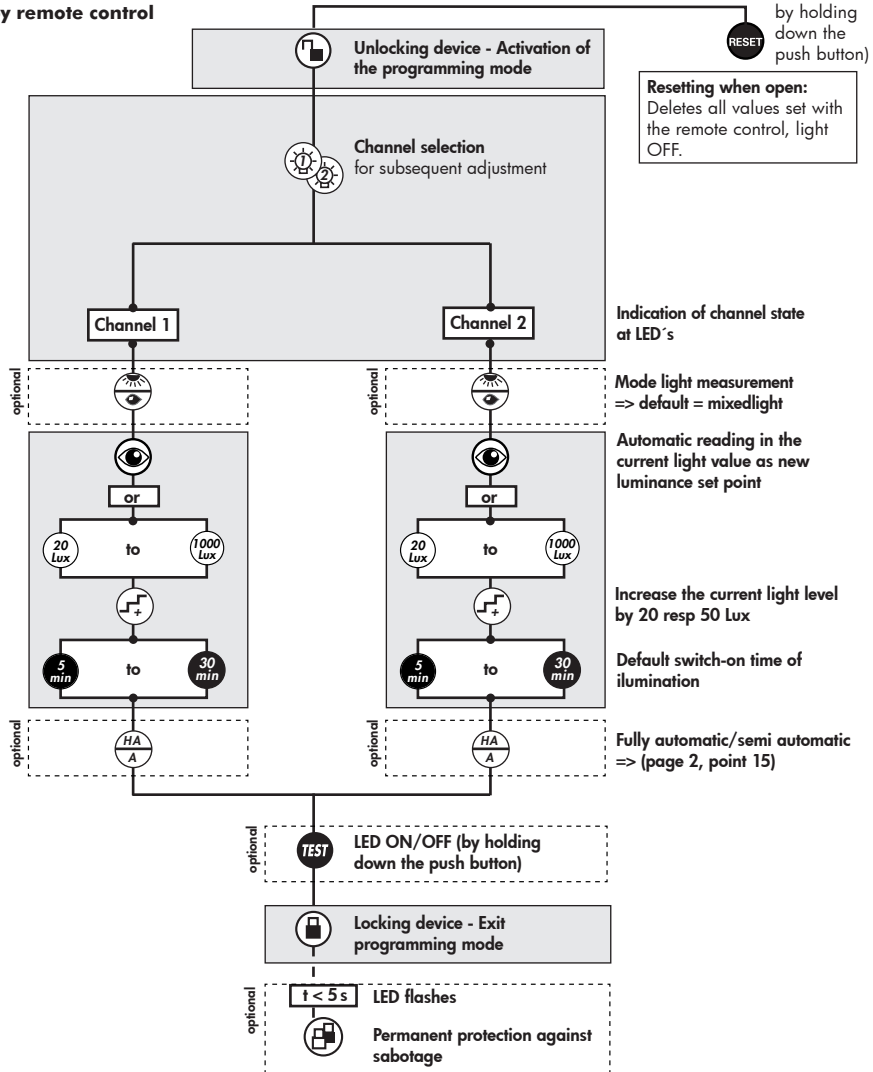 y remote control
by holding
down the
push button)
RESET
Unlocking device - Activation of
the programming mode
Resetting when open:
Deletes all values set with
the remote control, light
OFF.
1
2
Channel selection
for subsequent adjustment
Channel 1
Channel 2
Indication of channel state
at LED´s
optional
optional
Mode light measurement
=> default = mixedlight
Automatic reading in the
current light value as new
luminance set point
or
or
20
Lux
to
1000
Lux
20
Lux
to
1000
Lux
+
+
Increase the current light level
by 20 resp 50 Lux
5
min
to
30
min
5
min
to
30
min
Default switch-on time of
ilumination
optional
HA
A
optional
HA
A
Fully automatic/semi automatic
=> (page 2, point 15)
optional
TEST
LED ON/OFF (by holding
down the push button)
Locking device - Exit
programming mode
optional
t < 5 s
LED flashes
Permanent protection against
sabotage